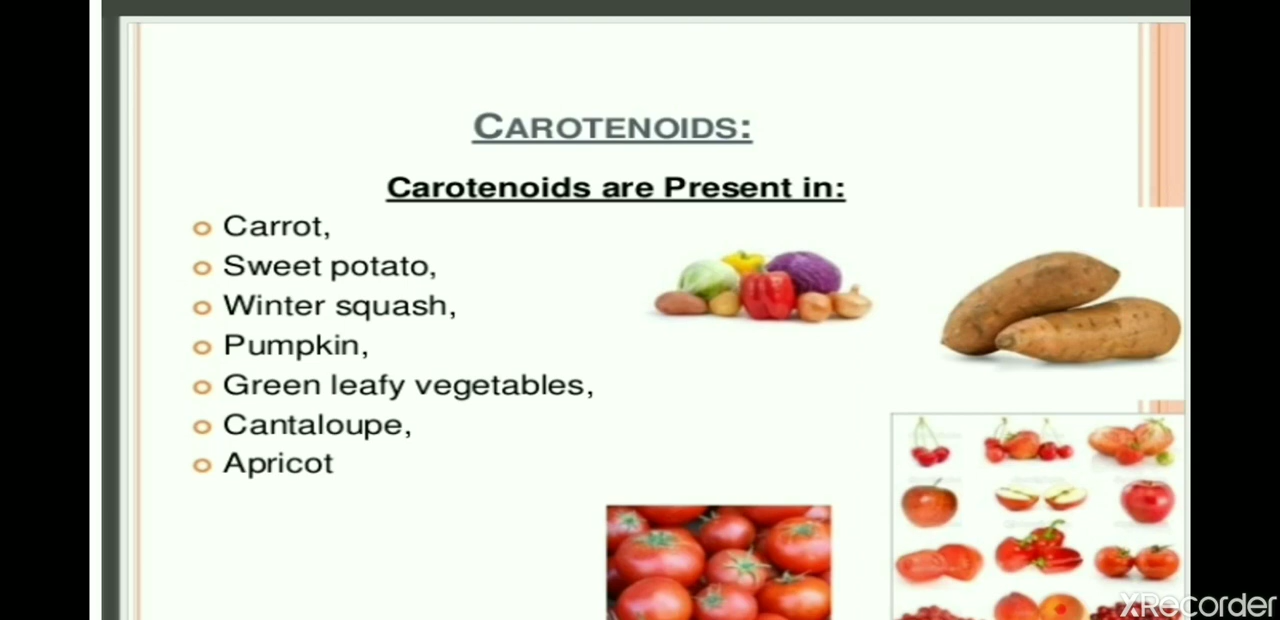 CAROTENOIDS:
Carotenoids are Present in:
Carrot,
Sweet potato,
Winter squash,
Pumpkin,
Green leafy vegetables,
Cantaloupe,
Apricot
XRecorder